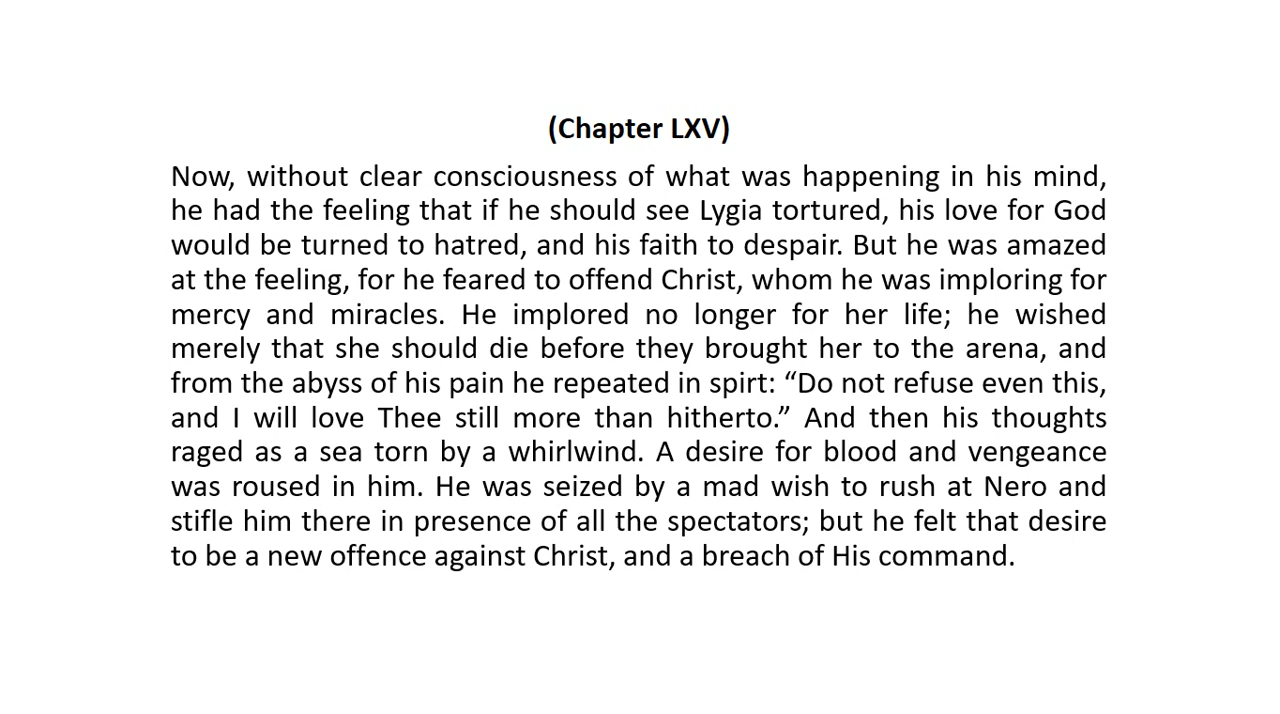 (Chapter LXV)
Now, without clear consciousness of what was happening in his mind,
he had the feeling that if he should see Lygia tortured, his love for God
would be turned to hatred, and his faith to despair. But he was amazed
at the feeling, for he feared to offend Christ, whom he was imploring for
mercy and miracles. He implored no longer for her life; he wished
merely that she should die before they brought her to the arena, and
from the abyss of his pain he repeated in spirt: “Do not refuse even this,
and I will love Thee still more than hitherto.” And then his thoughts
raged as a sea torn by a whirlwind. A desire for blood and vengeance
was roused in him. He was seized by a mad wish to rush at Nero and
stifle him there in presence of all the spectators; but he felt that desire
to be a new offence against Christ, and a breach of His command.